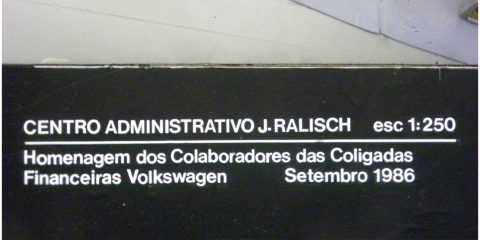 CENTRO ADMINISTRATIVO J. RALISCH esc 1:250
Homenagem dos Colaboradores das Coligadas
Financeiras Volkswagen Setembro 1986